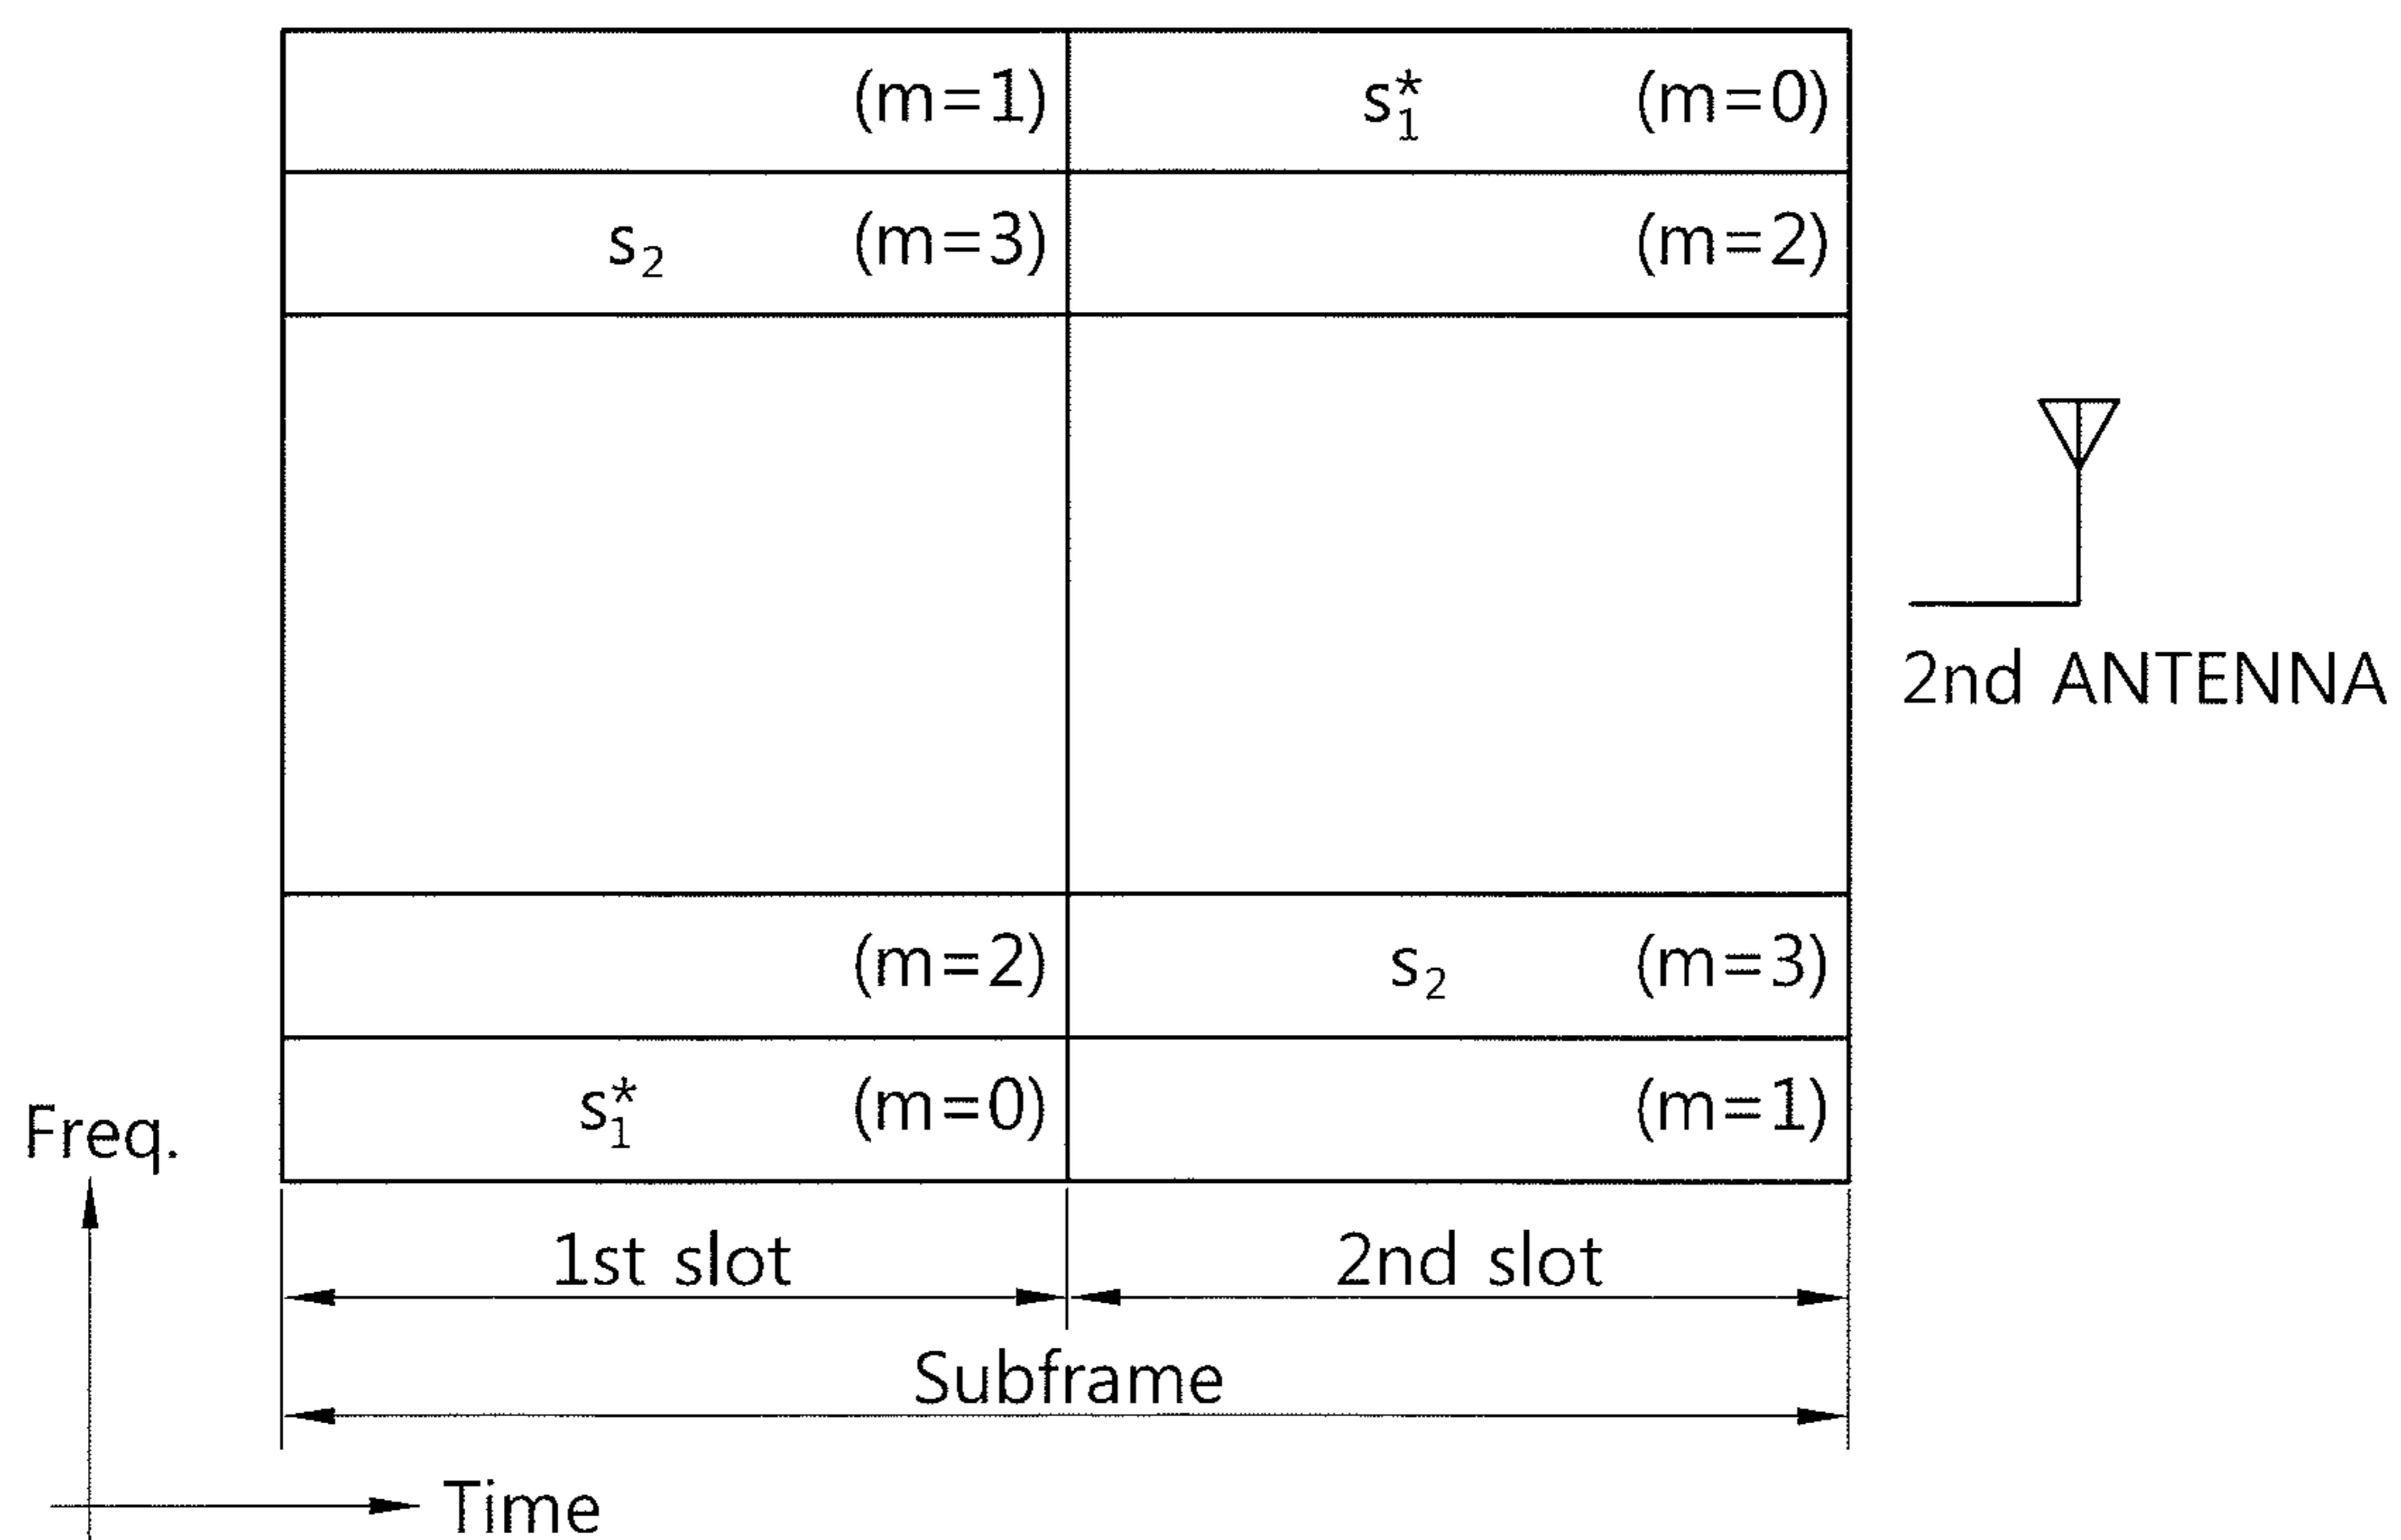 (m=1) s₁* (m=0)
s₂ (m=3) (m=2)
2nd ANTENNA
(m=2) s₂ (m=3)
s₁* (m=0) (m=1)
Freq.
1st slot 2nd slot
Subframe
Time